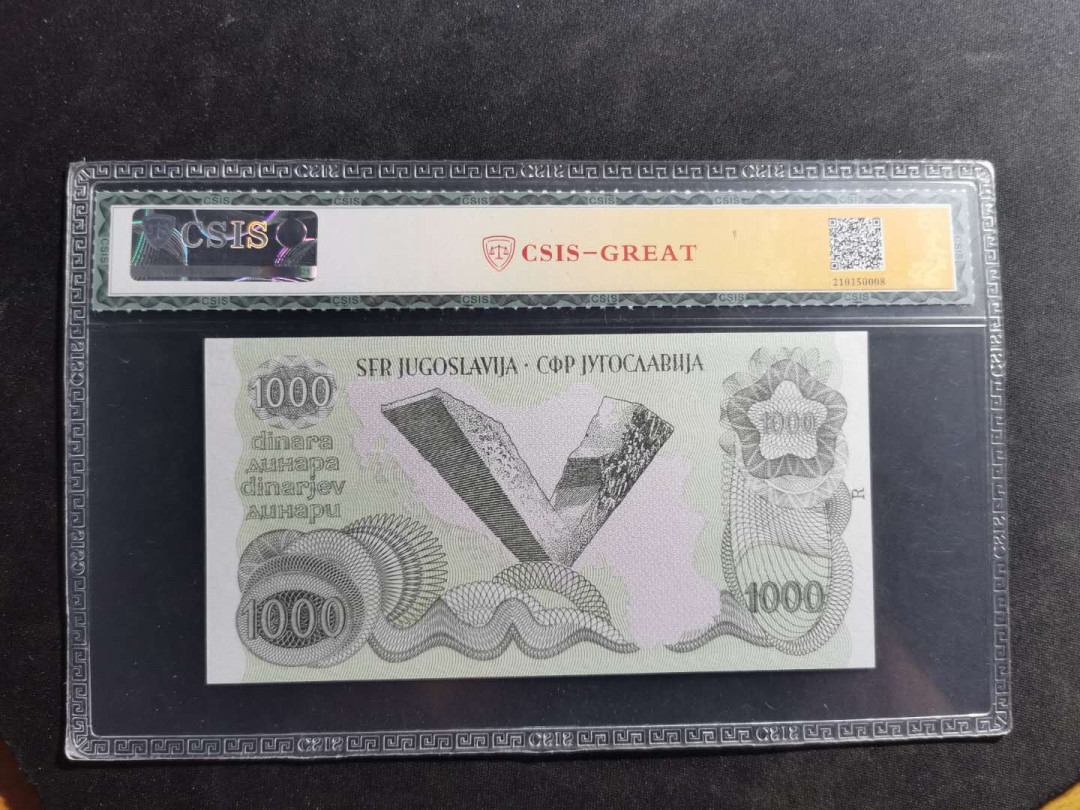 CSIS
CSIS-GREAT
210150008
SFR JUGOSLAVIJA · СФР ЈУГОСЛАВИЈА
1000
1000
dinara
динара
dinarjev
динари
R
1000
1000